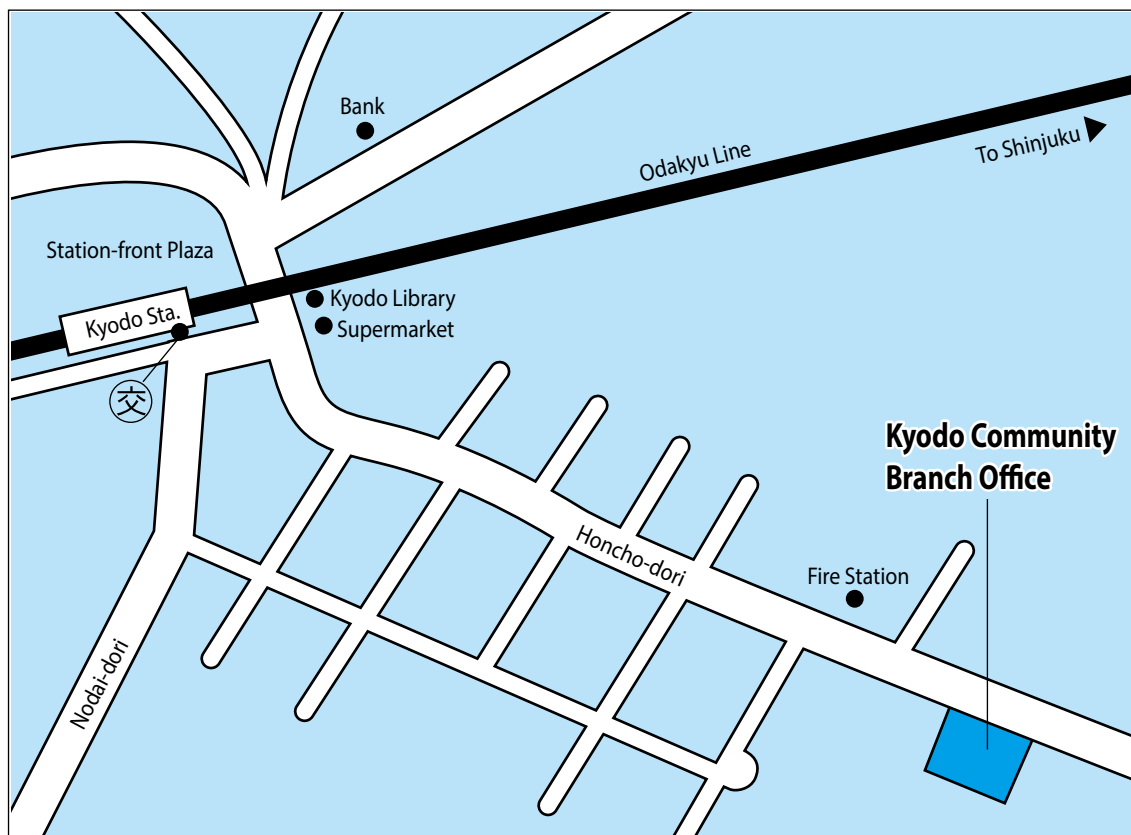 Bank
Odakyu Line
To Shinjuku
Station-front Plaza
Kyodo Sta.
Kyodo Library
Supermarket
交
Kyodo Community
Branch Office
Honcho-dori
Fire Station
Nodai-dori